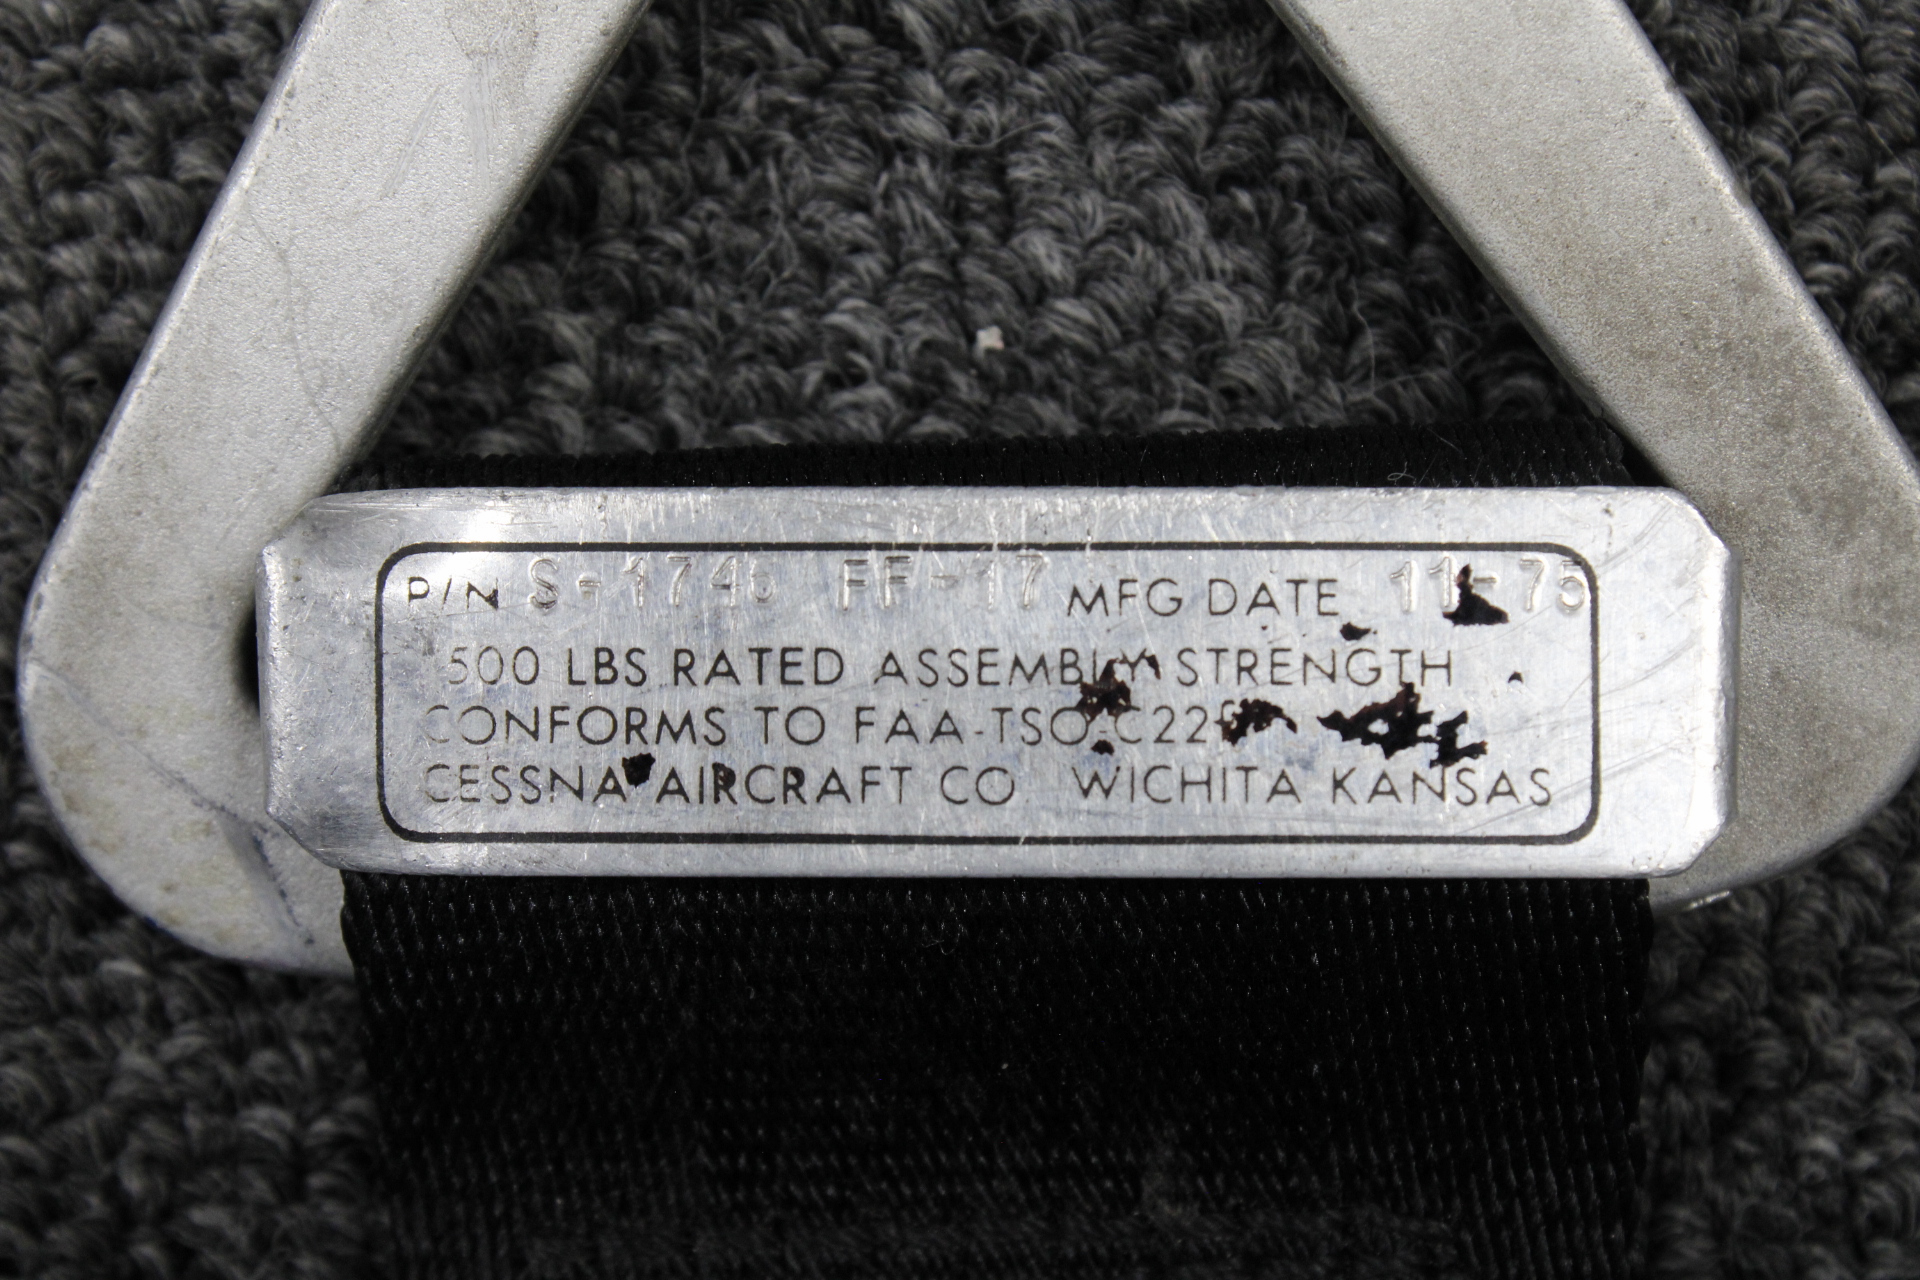 P/N S-1746 FF-17 MFG DATE 11-75
500 LBS RATED ASSEMBLY STRENGTH
CONFORMS TO FAA-TSO-C22
CESSNA AIRCRAFT CO WICHITA KANSAS